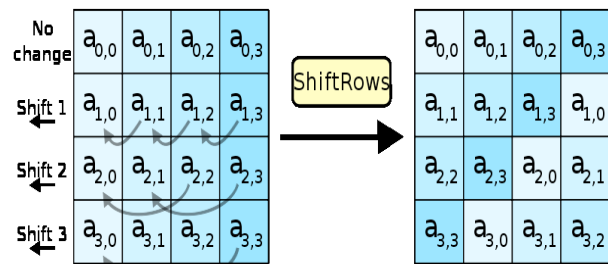 No
change
a0,0 a0,1 a0,2 a0,3
Shift 1
a1,0 a1,1 a1,2 a1,3
Shift 2
a2,0 a2,1 a2,2 a2,3
Shift 3
a3,0 a3,1 a3,2 a3,3
ShiftRows
a0,0 a0,1 a0,2 a0,3
a1,1 a1,2 a1,3 a1,0
a2,2 a2,3 a2,0 a2,1
a3,3 a3,0 a3,1 a3,2